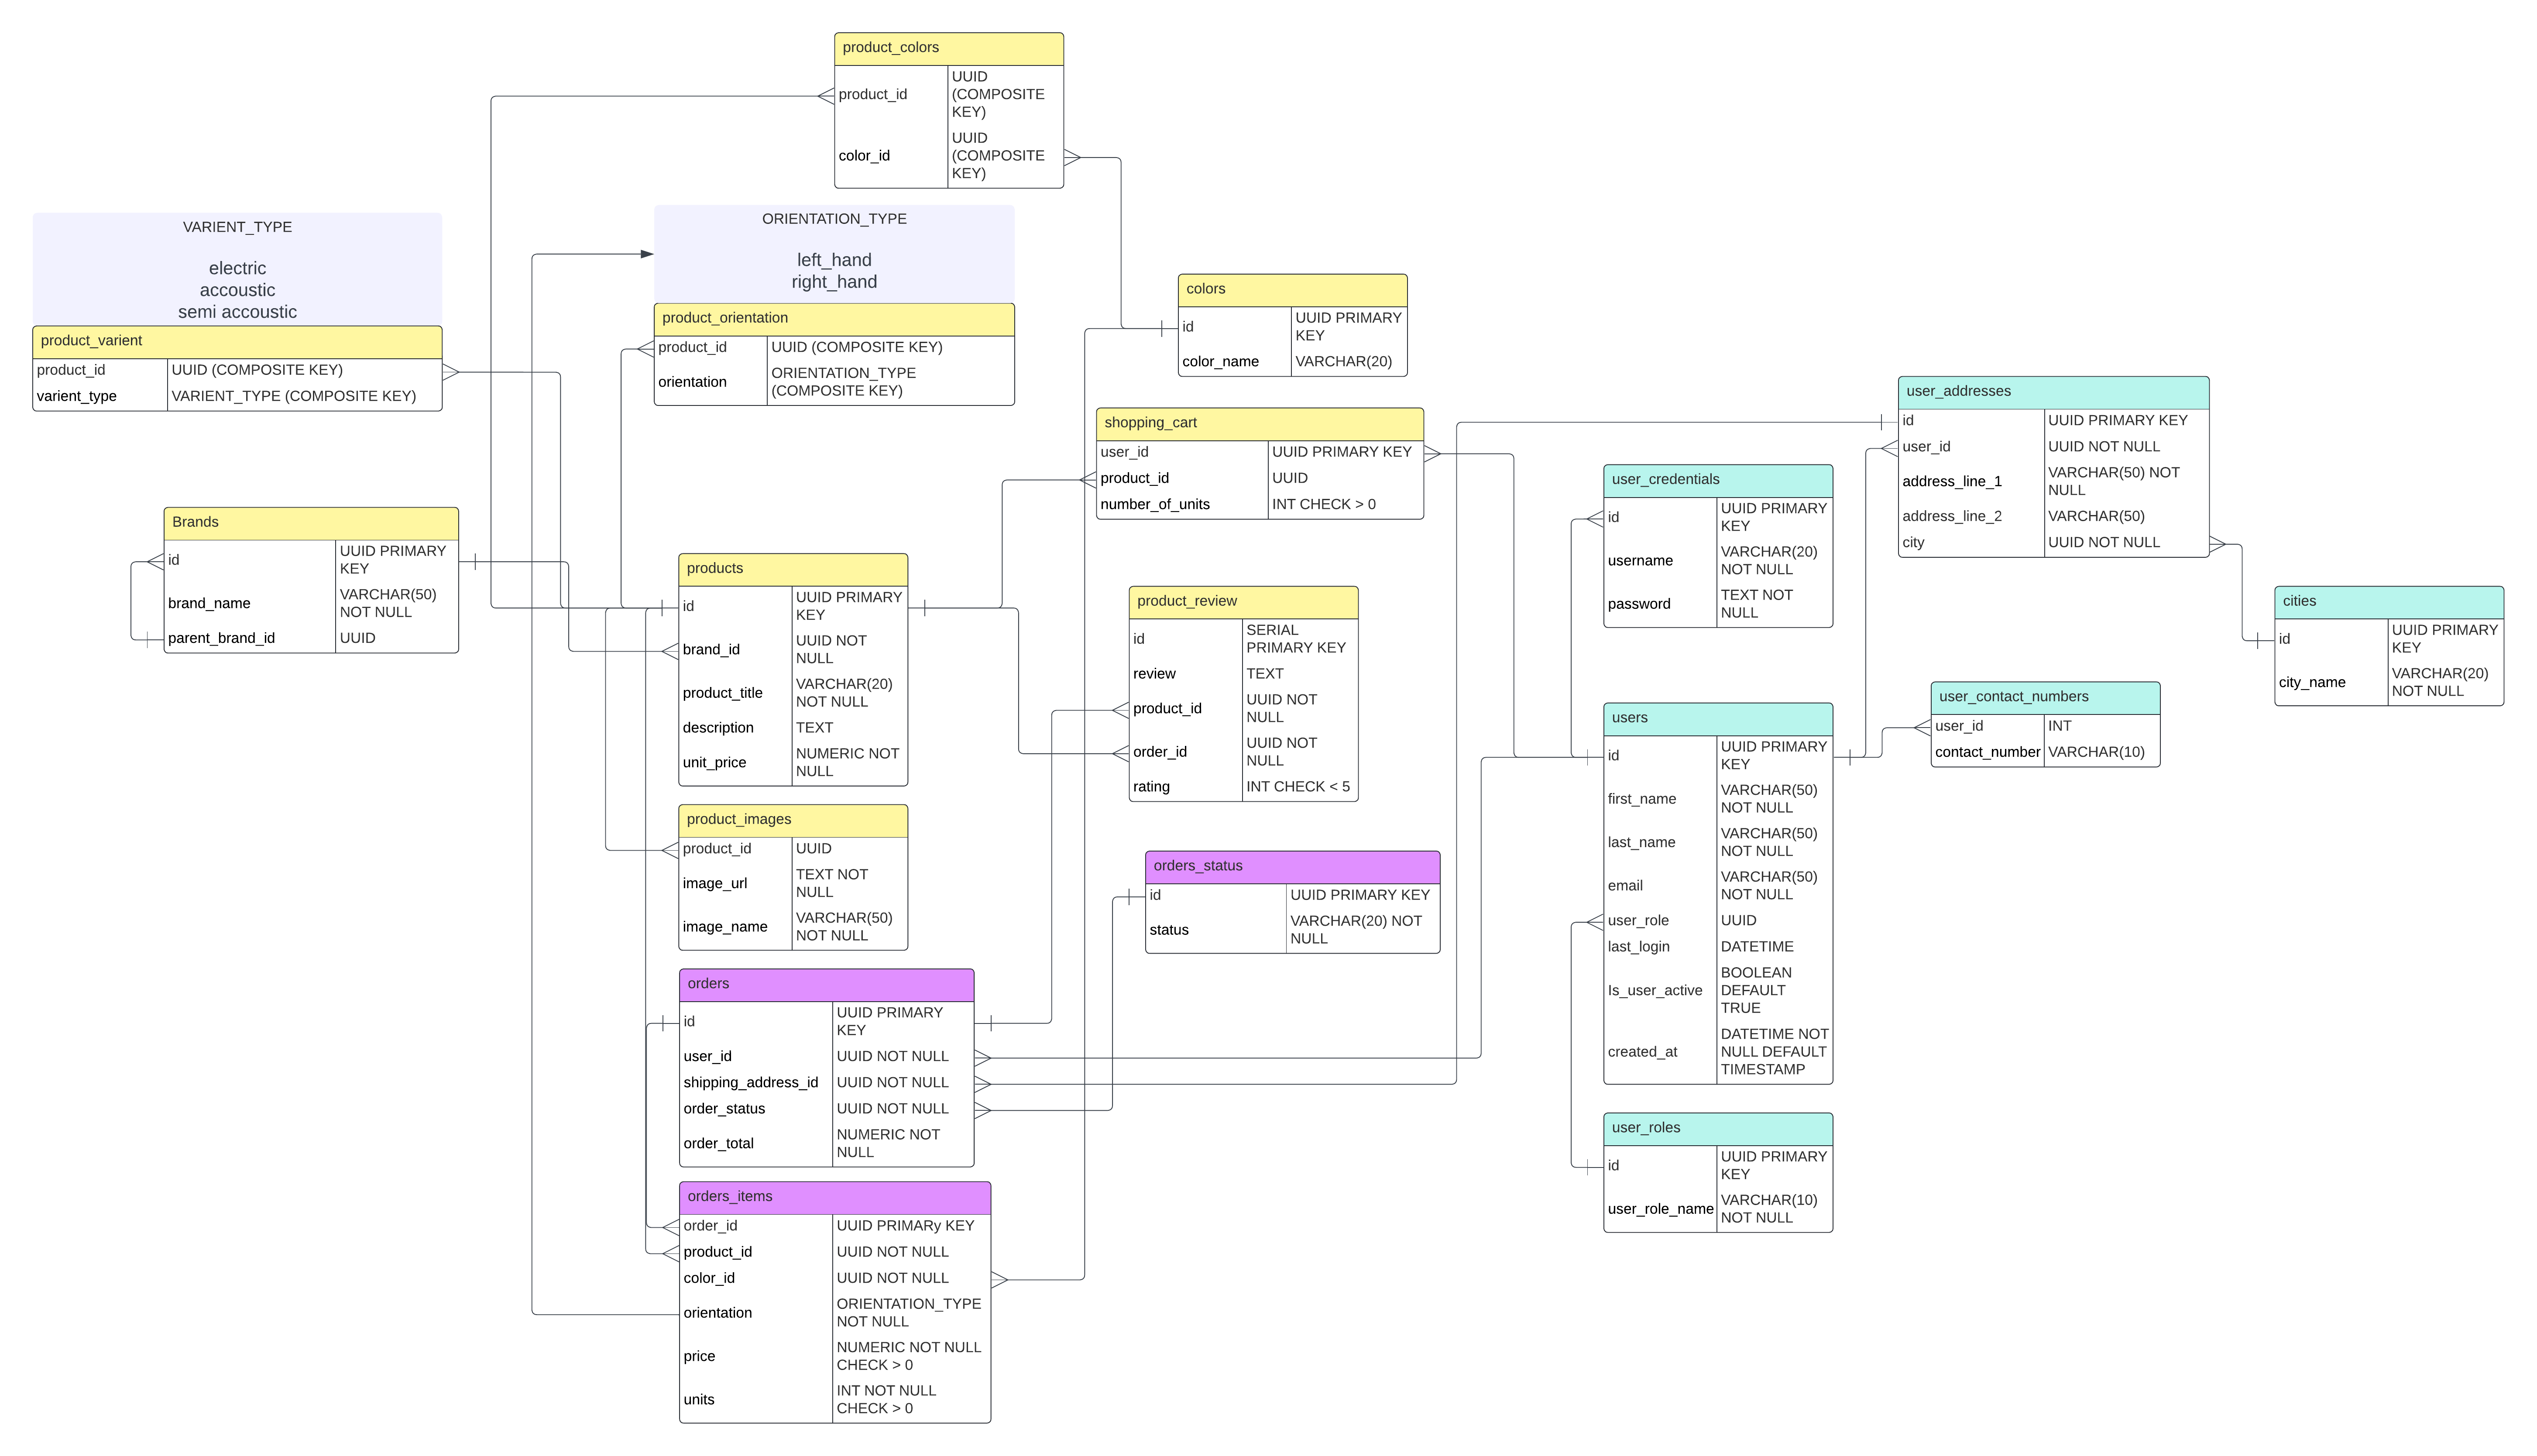 product_colors
product_id
UUID
(COMPOSITE
KEY)
color_id
UUID
(COMPOSITE
KEY)
VARIENT_TYPE
electric
accoustic
semi accoustic
product_varient
product_id
UUID (COMPOSITE KEY)
varient_type
VARIENT_TYPE (COMPOSITE KEY)
ORIENTATION_TYPE
left_hand
right_hand
product_orientation
product_id
UUID (COMPOSITE KEY)
orientation
ORIENTATION_TYPE
(COMPOSITE KEY)
colors
id
UUID PRIMARY
KEY
color_name
VARCHAR(20)
shopping_cart
user_id
UUID PRIMARY KEY
product_id
UUID
number_of_units
INT CHECK > 0
user_addresses
id
UUID PRIMARY KEY
user_id
UUID NOT NULL
address_line_1
VARCHAR(50) NOT
NULL
address_line_2
VARCHAR(50)
city
UUID NOT NULL
user_credentials
id
UUID PRIMARY
KEY
username
VARCHAR(20)
NOT NULL
password
TEXT NOT
NULL
Brands
id
UUID PRIMARY
KEY
brand_name
VARCHAR(50)
NOT NULL
parent_brand_id
UUID
products
id
UUID PRIMARY
KEY
brand_id
UUID NOT
NULL
product_title
VARCHAR(20)
NOT NULL
description
TEXT
unit_price
NUMERIC NOT
NULL
product_review
id
SERIAL
PRIMARY KEY
review
TEXT
product_id
UUID NOT
NULL
order_id
UUID NOT
NULL
rating
INT CHECK < 5
cities
id
UUID PRIMARY
KEY
city_name
VARCHAR(20)
NOT NULL
user_contact_numbers
user_id
INT
contact_number
VARCHAR(10)
users
id
UUID PRIMARY
KEY
first_name
VARCHAR(50)
NOT NULL
last_name
VARCHAR(50)
NOT NULL
email
VARCHAR(50)
NOT NULL
user_role
UUID
last_login
DATETIME
Is_user_active
BOOLEAN
DEFAULT
TRUE
created_at
DATETIME NOT
NULL DEFAULT
TIMESTAMP
product_images
product_id
UUID
image_url
TEXT NOT
NULL
image_name
VARCHAR(50)
NOT NULL
orders_status
id
UUID PRIMARY KEY
status
VARCHAR(20) NOT
NULL
orders
id
UUID PRIMARY
KEY
user_id
UUID NOT NULL
shipping_address_id
UUID NOT NULL
order_status
UUID NOT NULL
order_total
NUMERIC NOT
NULL
user_roles
id
UUID PRIMARY
KEY
user_role_name
VARCHAR(10)
NOT NULL
orders_items
order_id
UUID PRIMARy KEY
product_id
UUID NOT NULL
color_id
UUID NOT NULL
orientation
ORIENTATION_TYPE
NOT NULL
price
NUMERIC NOT NULL
CHECK > 0
units
INT NOT NULL
CHECK > 0